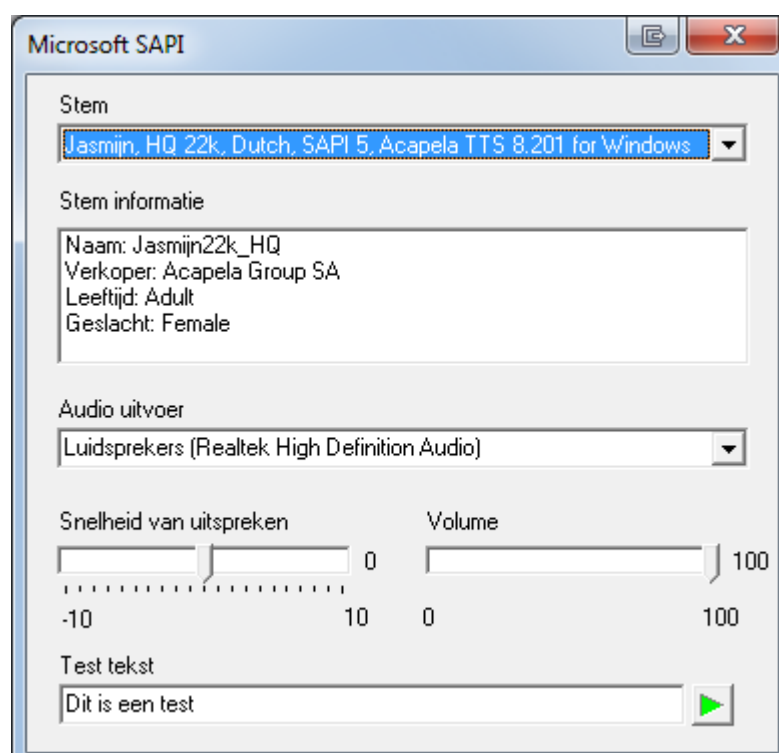 Microsoft SAPI
Stem
Jasmijn, HQ 22k, Dutch, SAPI 5, Acapela TTS 8.201 for Windows
Stem informatie
Naam: Jasmijn22k_HQ
Verkoper: Acapela Group SA
Leeftijd: Adult
Geslacht: Female
Audio uitvoer
Luidsprekers (Realtek High Definition Audio)
Snelheid van uitspreken Volume
0 100
-10 10 0 100
Test tekst
Dit is een test